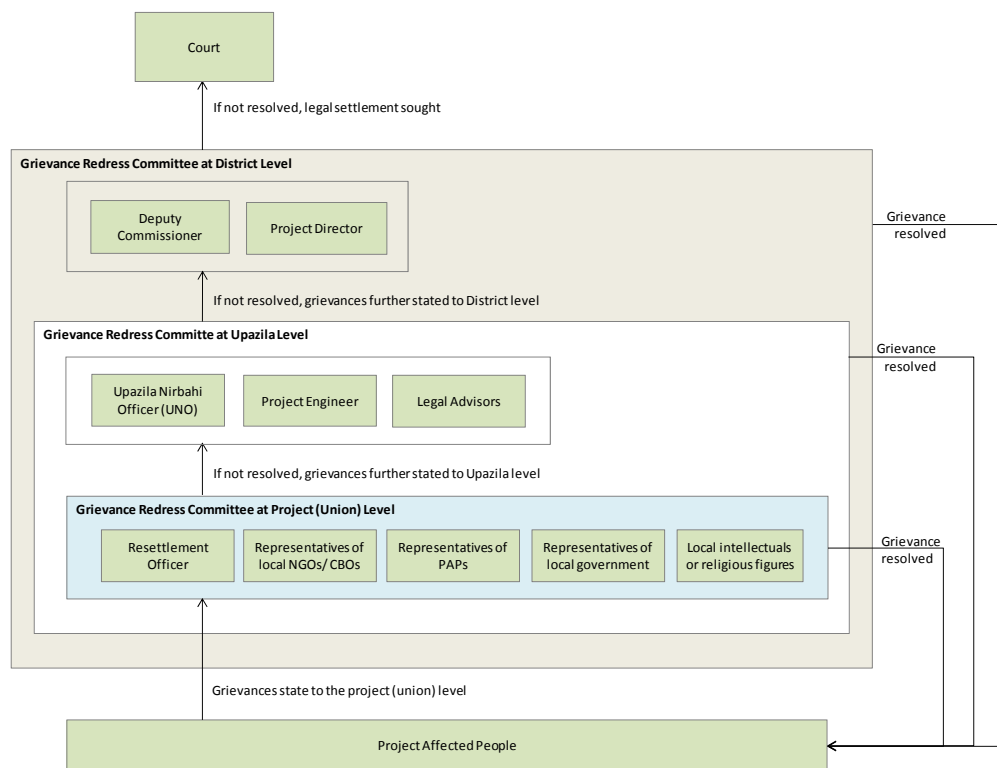 Court
If not resolved, legal settlement sought
Grievance Redress Committee at District Level
Deputy
Commissioner
Project Director
Grievance
resolved
If not resolved, grievances further stated to District level
Grievance Redress Committe at Upazila Level
Grievance
resolved
Upazila Nirbahi
Officer (UNO)
Project Engineer
Legal Advisors
If not resolved, grievances further stated to Upazila level
Grievance Redress Committee at Project (Union) Level
Resettlement
Officer
Representatives of
local NGOs/ CBOs
Representatives of
PAPs
Representatives of
local government
Local intellectuals
or religious figures
Grievance
resolved
Grievances state to the project (union) level
Project Affected People